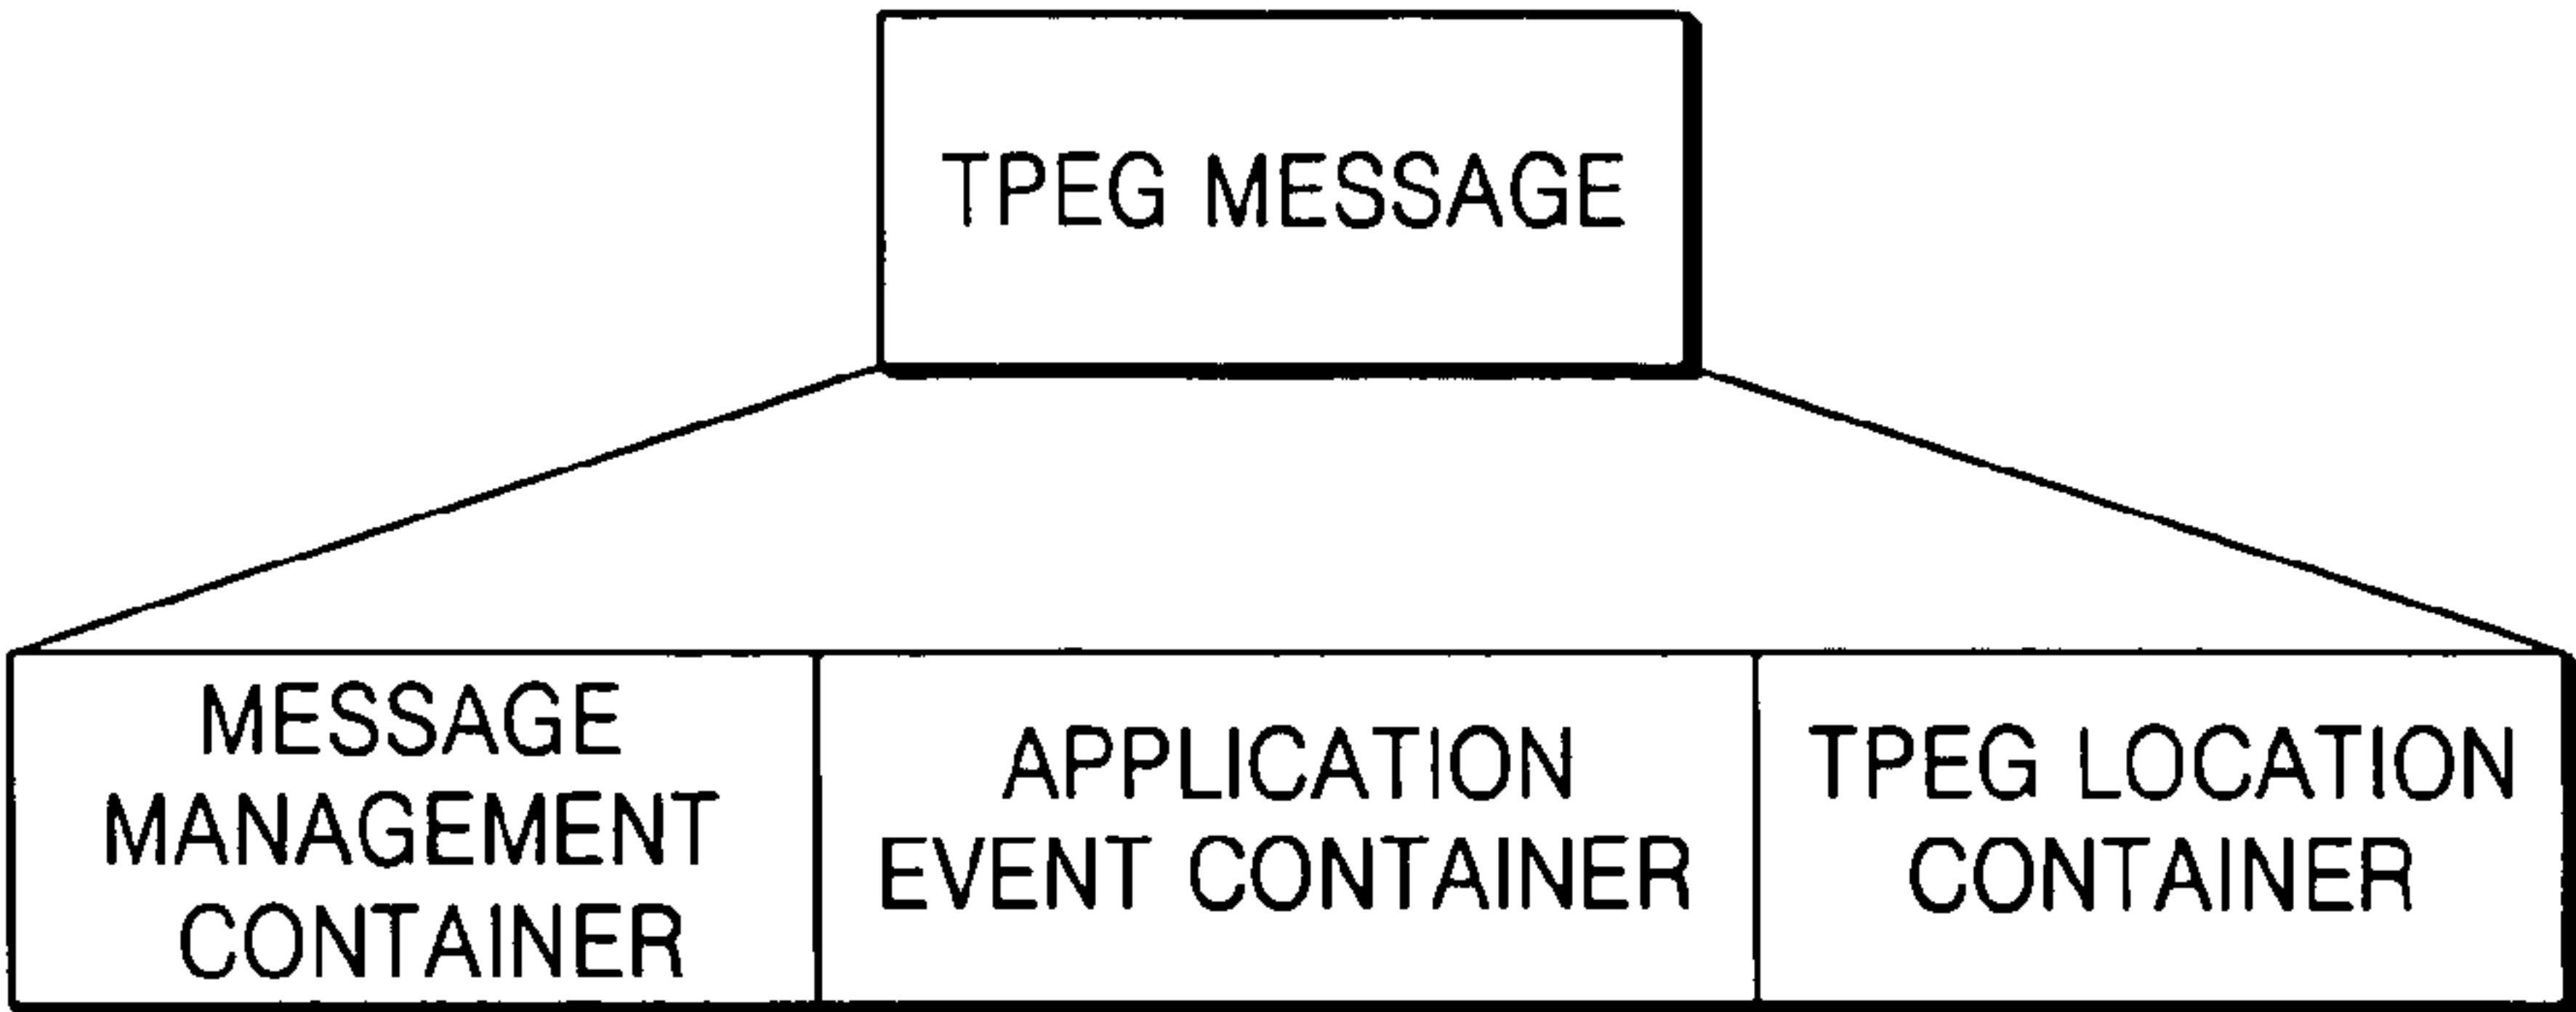 TPEG MESSAGE
MESSAGE
MANAGEMENT
CONTAINER
APPLICATION
EVENT CONTAINER
TPEG LOCATION
CONTAINER